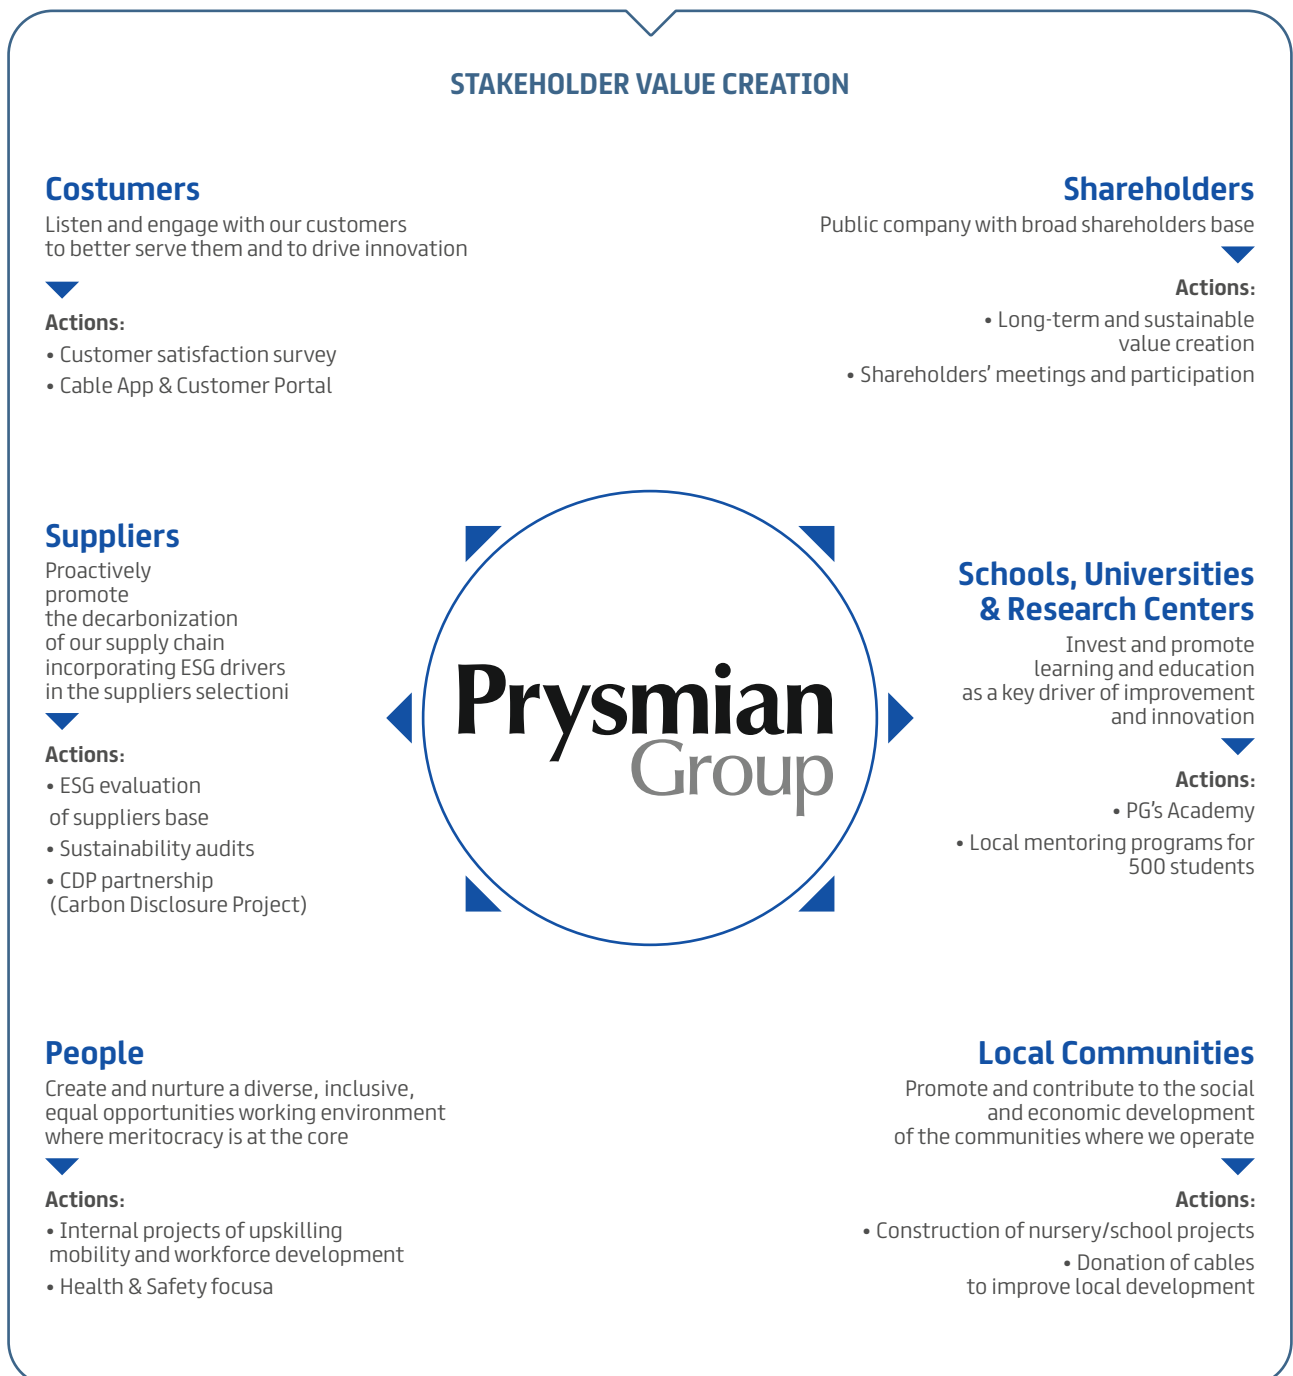 STAKEHOLDER VALUE CREATION
Costumers
Listen and engage with our customers
to better serve them and to drive innovation
Actions:
• Customer satisfaction survey
• Cable App & Customer Portal
Shareholders
Public company with broad shareholders base
Actions:
• Long-term and sustainable
value creation
• Shareholders’ meetings and participation
Suppliers
Proactively
promote
the decarbonization
of our supply chain
incorporating ESG drivers
in the suppliers selectioni
Actions:
• ESG evaluation
of suppliers base
• Sustainability audits
• CDP partnership
(Carbon Disclosure Project)
Prysmian
Group
Schools, Universities
& Research Centers
Invest and promote
learning and education
as a key driver of improvement
and innovation
Actions:
• PG’s Academy
• Local mentoring programs for
500 students
People
Create and nurture a diverse, inclusive,
equal opportunities working environment
where meritocracy is at the core
Actions:
• Internal projects of upskilling
mobility and workforce development
• Health & Safety focusa
Local Communities
Promote and contribute to the social
and economic development
of the communities where we operate
Actions:
• Construction of nursery/school projects
• Donation of cables
to improve local development